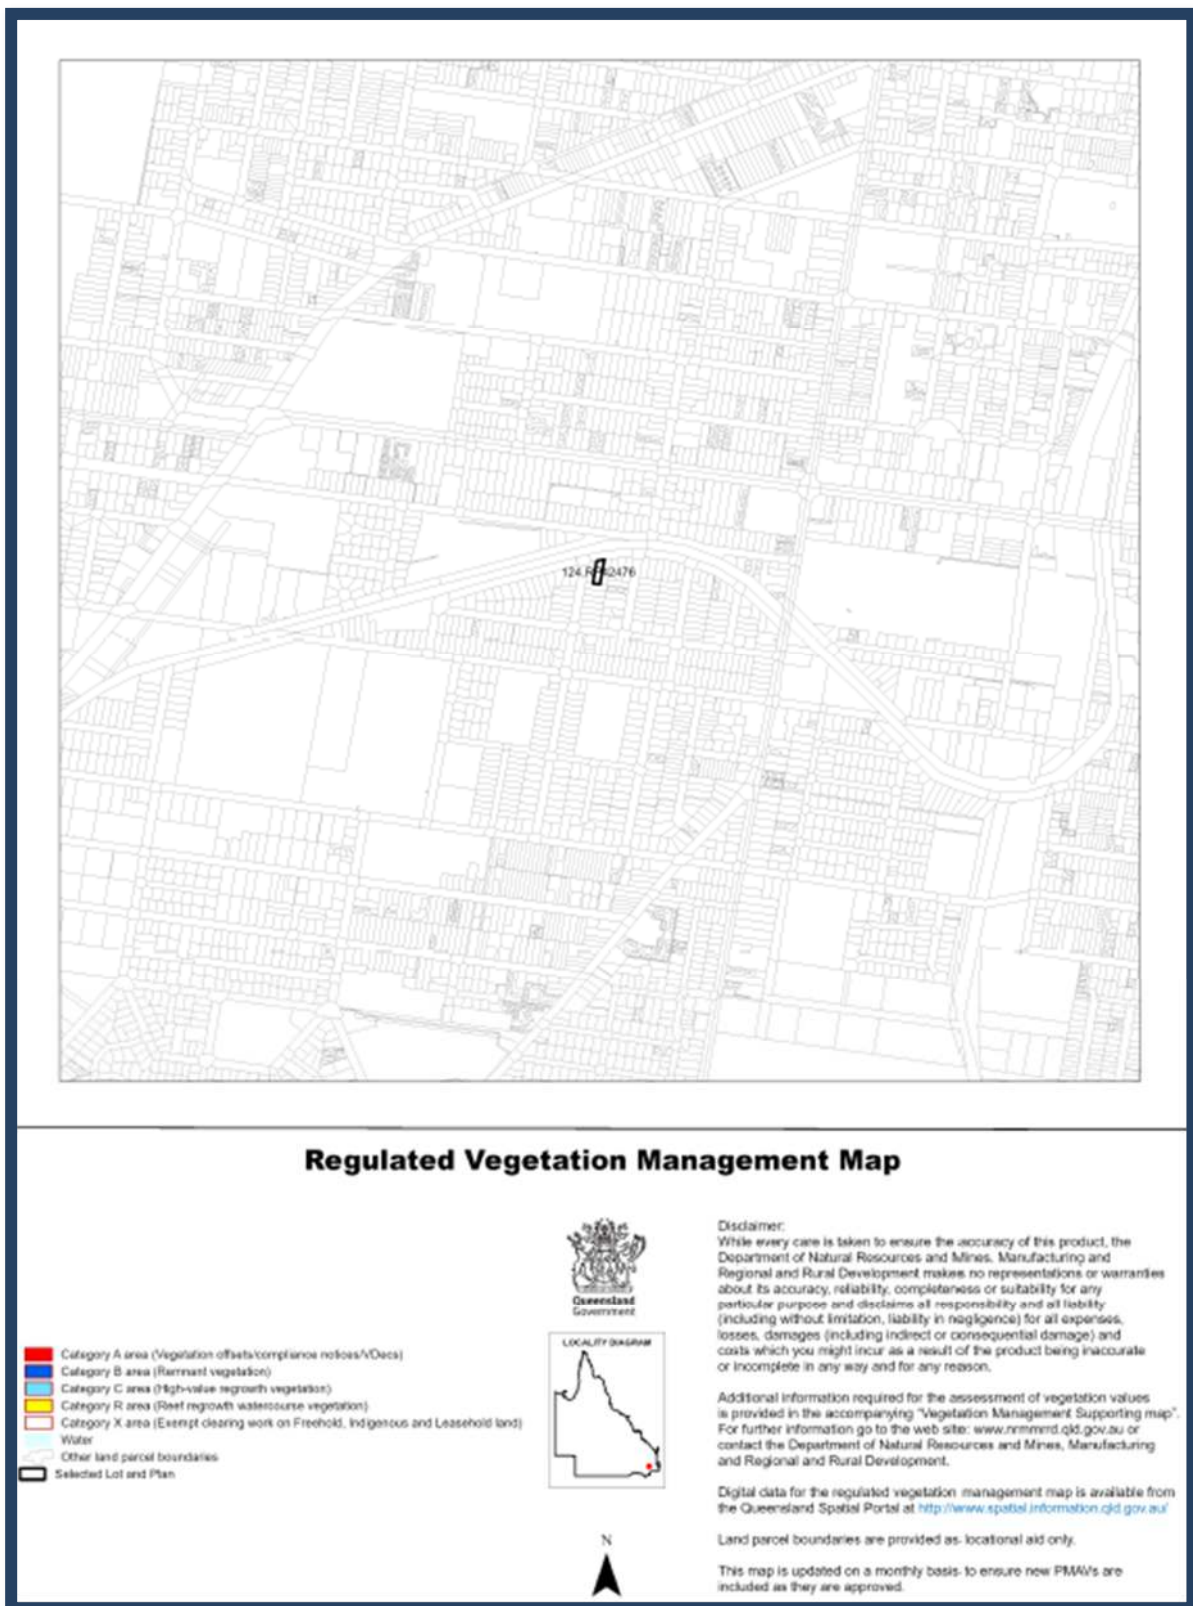 Regulated Vegetation Management Map
Category A area (Vegetation offsets/compliance notices/VDecs)
Category B area (Remnant vegetation)
Category C area (High-value regrowth vegetation)
Category R area (Reef regrowth watercourse vegetation)
Category X area (Exempt clearing work on Freehold, Indigenous and Leasehold land)
Water
Other land parcel boundaries
Selected Lot and Plan
Queensland
Government
LOCALITY DIAGRAM
N
Disclaimer:
While every care is taken to ensure the accuracy of this product, the
Department of Natural Resources and Mines, Manufacturing and
Regional and Rural Development makes no representations or warranties
about its accuracy, reliability, completeness or suitability for any
particular purpose and disclaims all responsibility and all liability
(including without limitation, liability in negligence) for all expenses,
losses, damages (including indirect or consequential damage) and
costs which you might incur as a result of the product being inaccurate
or incomplete in any way and for any reason.
Additional information required for the assessment of vegetation values
is provided in the accompanying "Vegetation Management Supporting map".
For further information go to the web site: www.nrmmrrd.qld.gov.au or
contact the Department of Natural Resources and Mines, Manufacturing
and Regional and Rural Development.
Digital data for the regulated vegetation management map is available from
the Queensland Spatial Portal at http://www.spatial.information.qld.gov.au/
Land parcel boundaries are provided as locational aid only.
This map is updated on a monthly basis to ensure new PMAVs are
included as they are approved.